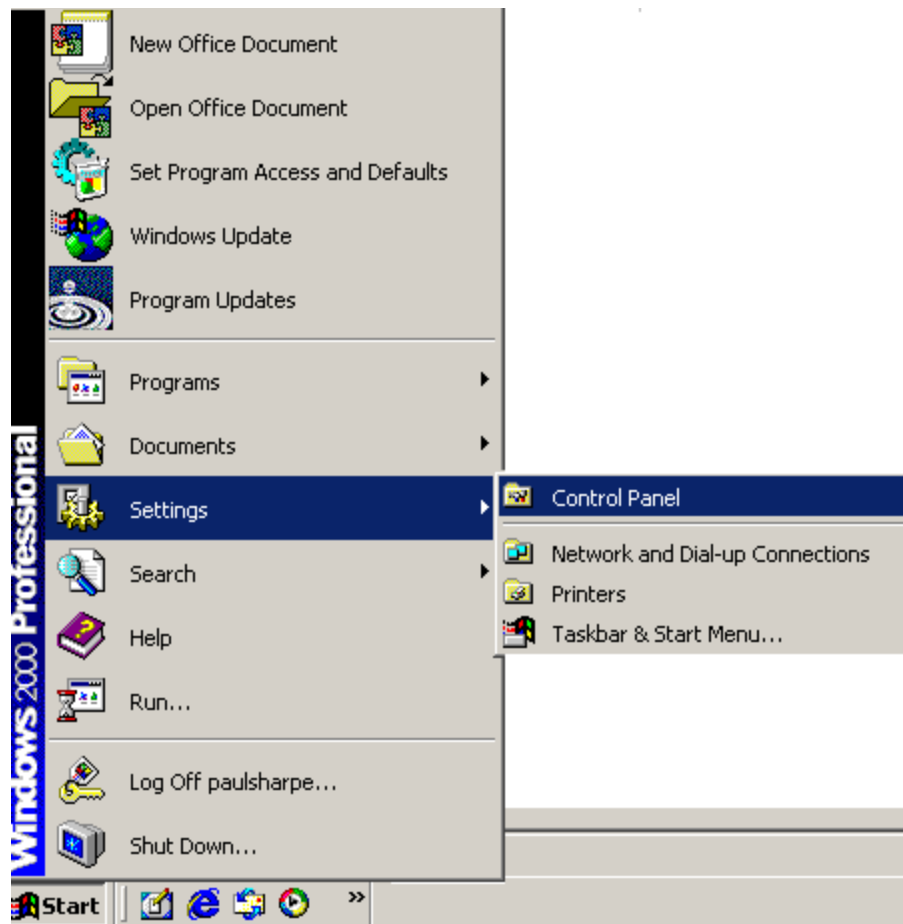 New Office Document
Open Office Document
Set Program Access and Defaults
Windows Update
Program Updates
Programs
Documents
Settings
Search
Help
Run...
Log Off paulsharpe...
Shut Down...
Control Panel
Network and Dial-up Connections
Printers
Taskbar & Start Menu...
Windows 2000 Professional
Start
»